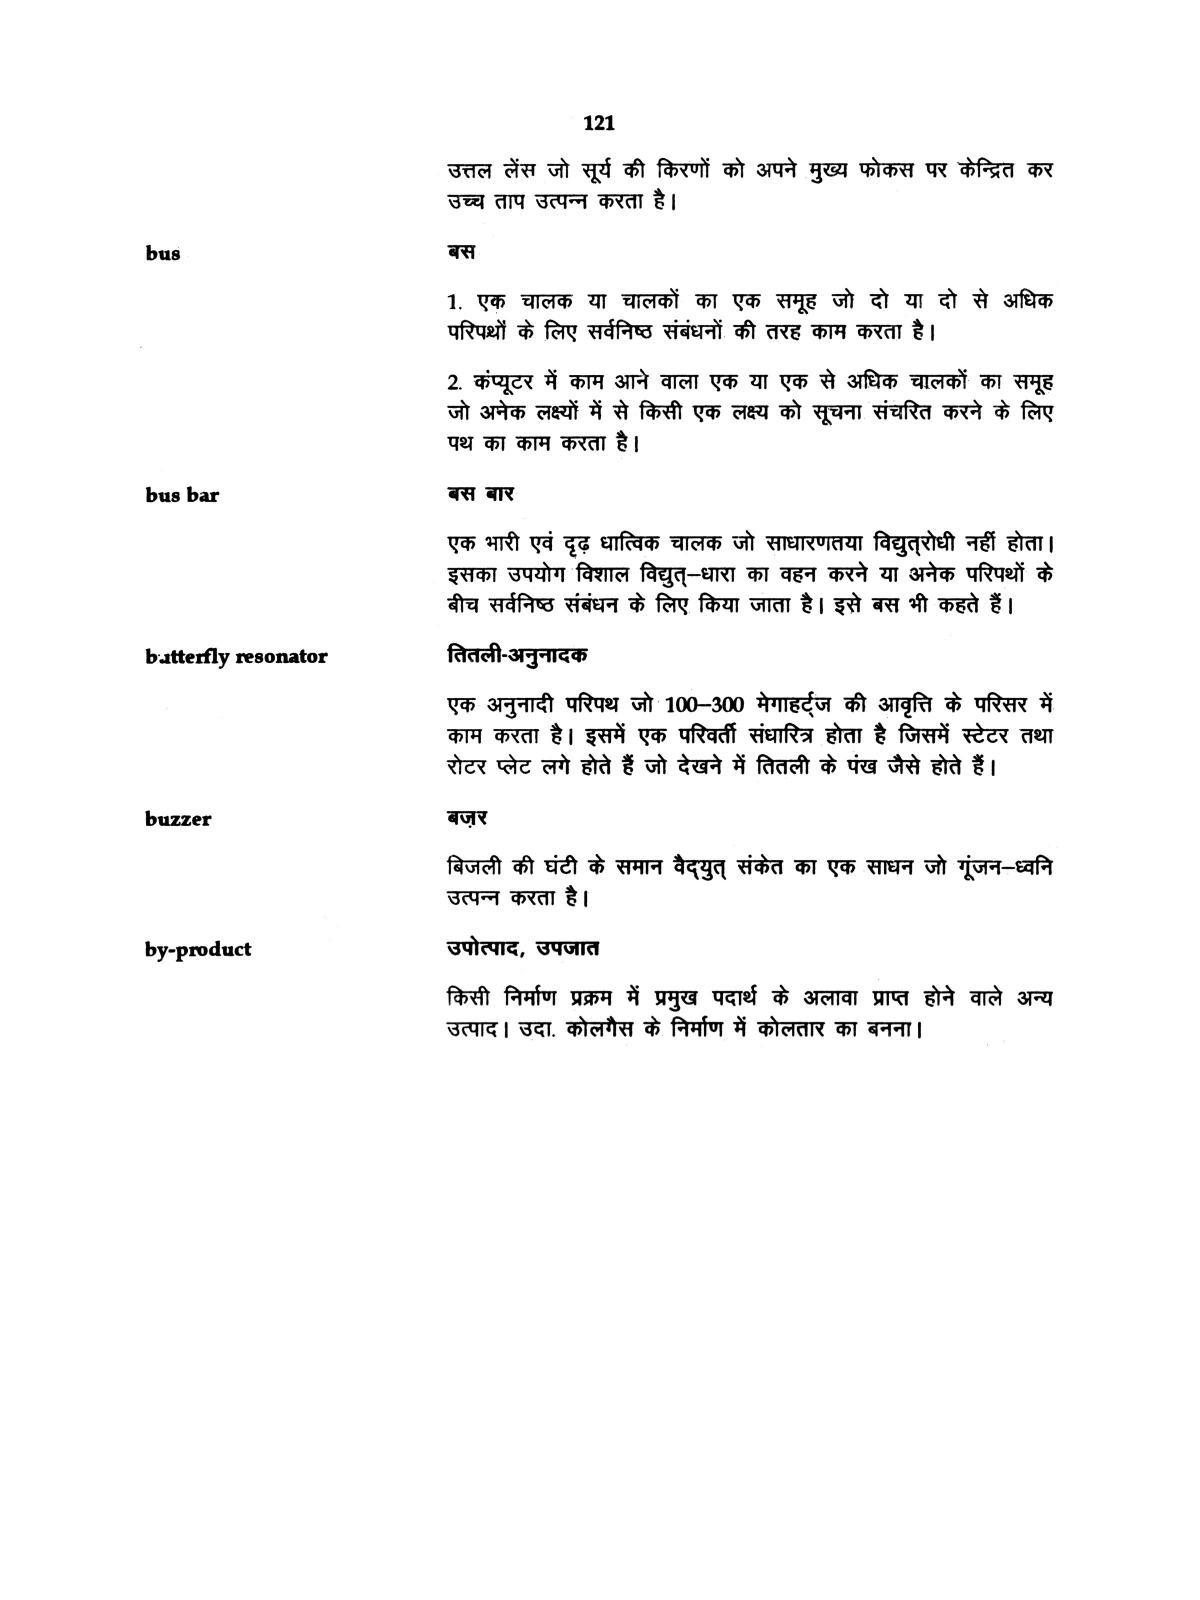 121
उत्तल लेंस जो सूर्य की किरणों को अपने मुख्य फोकस पर केन्द्रित कर
उच्च ताप उत्पन्न करता है।
bus बस
1. एक चालक या चालकों का एक समूह जो दो या दो से अधिक
परिपथों के लिए सर्वनिष्ठ संबंधनों की तरह काम करता है।
2. कंप्यूटर में काम आने वाला एक या एक से अधिक चालकों का समूह
जो अनेक लक्ष्यों में से किसी एक लक्ष्य को सूचना संचरित करने के लिए
पथ का काम करता है।
bus bar बस बार
एक भारी एवं दृढ़ धात्विक चालक जो साधारणतया विद्युत्‌रोधी नहीं होता।
इसका उपयोग विशाल विद्युत्–धारा का वहन करने या अनेक परिपथों के
बीच सर्वनिष्ठ संबंधन के लिए किया जाता है। इसे बस भी कहते हैं।
butterfly resonator तितली-अनुनादक
एक अनुनादी परिपथ जो 100–300 मेगाहर्ट्ज की आवृत्ति के परिसर में
काम करता है। इसमें एक परिवर्ती संधारित्र होता है जिसमें स्टेटर तथा
रोटर प्लेट लगे होते हैं जो देखने में तितली के पंख जैसे होते हैं।
buzzer बज़र
बिजली की घंटी के समान वैद्‌युत् संकेत का एक साधन जो गूंजन–ध्वनि
उत्पन्न करता है।
by-product उपोत्पाद, उपजात
किसी निर्माण प्रक्रम में प्रमुख पदार्थ के अलावा प्राप्त होने वाले अन्य
उत्पाद। उदा. कोलगैस के निर्माण में कोलतार का बनना।